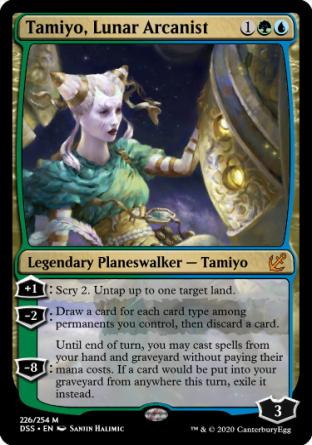 Tamiyo, Lunar Arcanist 1
Legendary Planeswalker — Tamiyo
+1: Scry 2. Untap up to one target land.
-2: Draw a card for each card type among
permanents you control, then discard a card.
Until end of turn, you may cast spells from
your hand and graveyard without paying their
-8: mana costs. If a card would be put into your
graveyard from anywhere this turn, exile it
instead.
3
226/254 M
DSS • EN Sanjin Halimic
™ & © 2020 CanterburyEgg